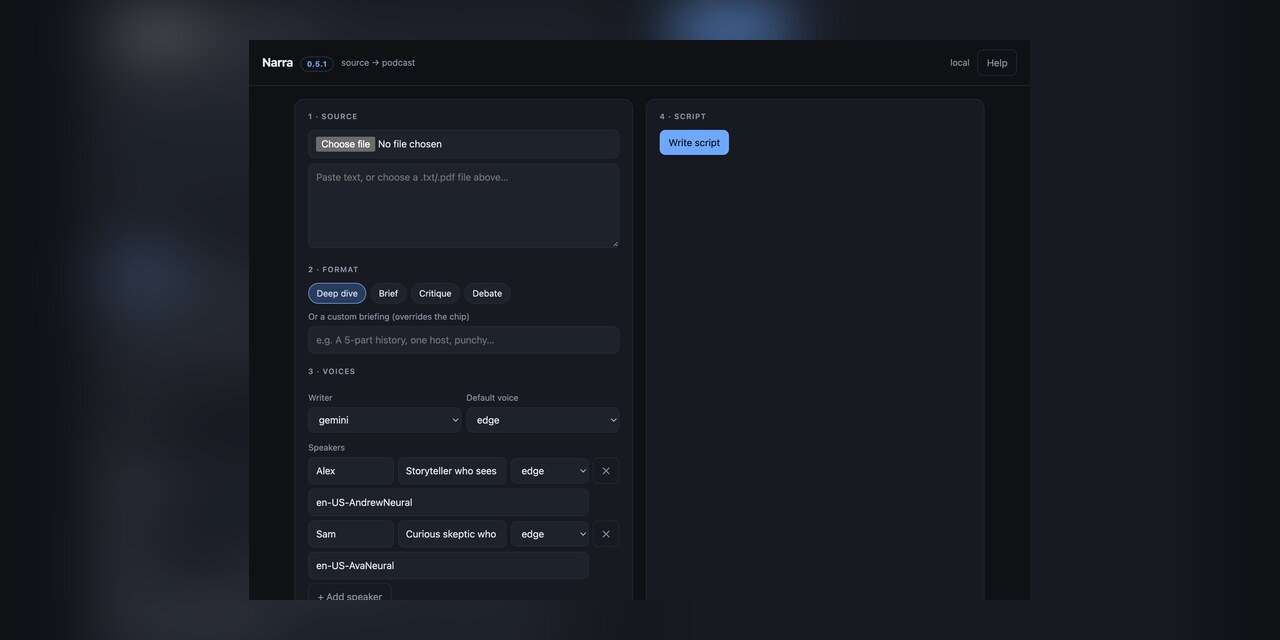 Narra 0.5.1 source → podcast local Help
1 · SOURCE
Choose file No file chosen
Paste text, or choose a .txt/.pdf file above...
2 · FORMAT
Deep dive Brief Critique Debate
Or a custom briefing (overrides the chip)
e.g. A 5-part history, one host, punchy...
3 · VOICES
Writer Default voice
gemini edge
Speakers
Alex Storyteller who sees edge ×
en-US-AndrewNeural
Sam Curious skeptic who edge ×
en-US-AvaNeural
+ Add speaker
4 · SCRIPT
Write script